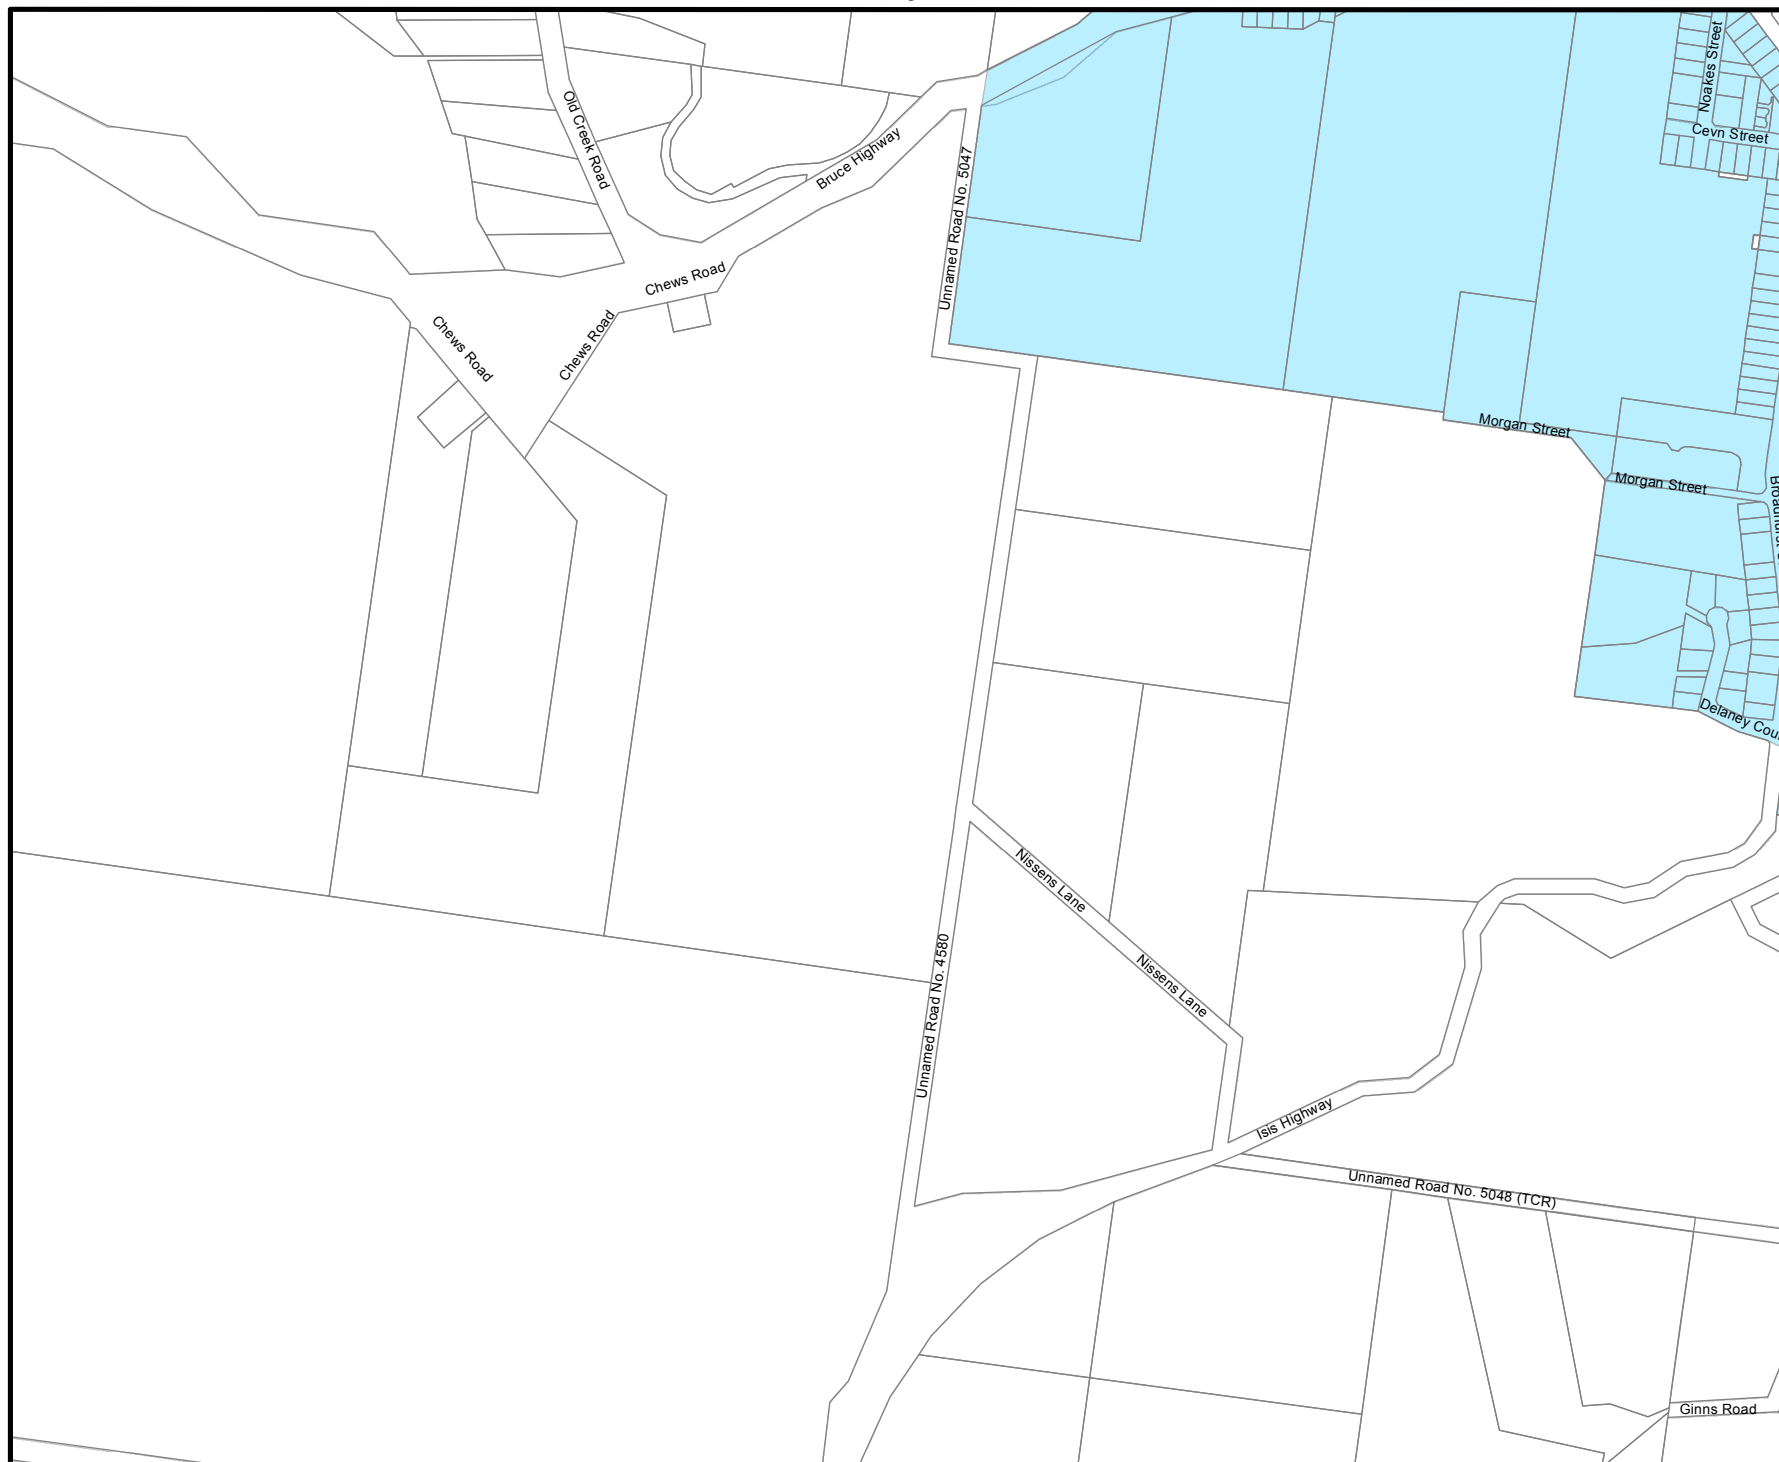 Noakes Street
Cevn Street
Old Creek Road
Bruce Highway
Unnamed Road No. 5047
Chews Road
Chews Road
Chews Road
Morgan Street
Morgan Street
Delaney
Nissens Lane
Nissens Lane
Unnamed Road No. 4580
Isis Highway
Unnamed Road No. 5048 (TCR)
Ginns Road